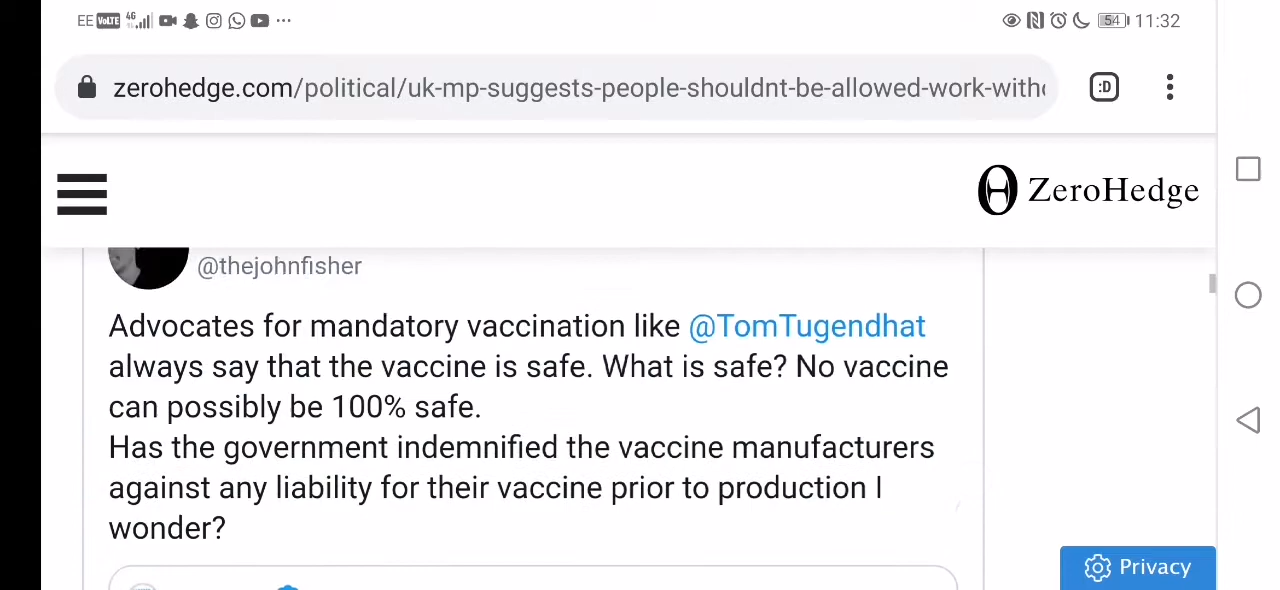 EE VoLTE 4G ... 54 11:32
zerohedge.com/political/uk-mp-suggests-people-shouldnt-be-allowed-work-with
:D
ZeroHedge
@thejohnfisher
Advocates for mandatory vaccination like @TomTugendhat
always say that the vaccine is safe. What is safe? No vaccine
can possibly be 100% safe.
Has the government indemnified the vaccine manufacturers
against any liability for their vaccine prior to production I
wonder?
Privacy